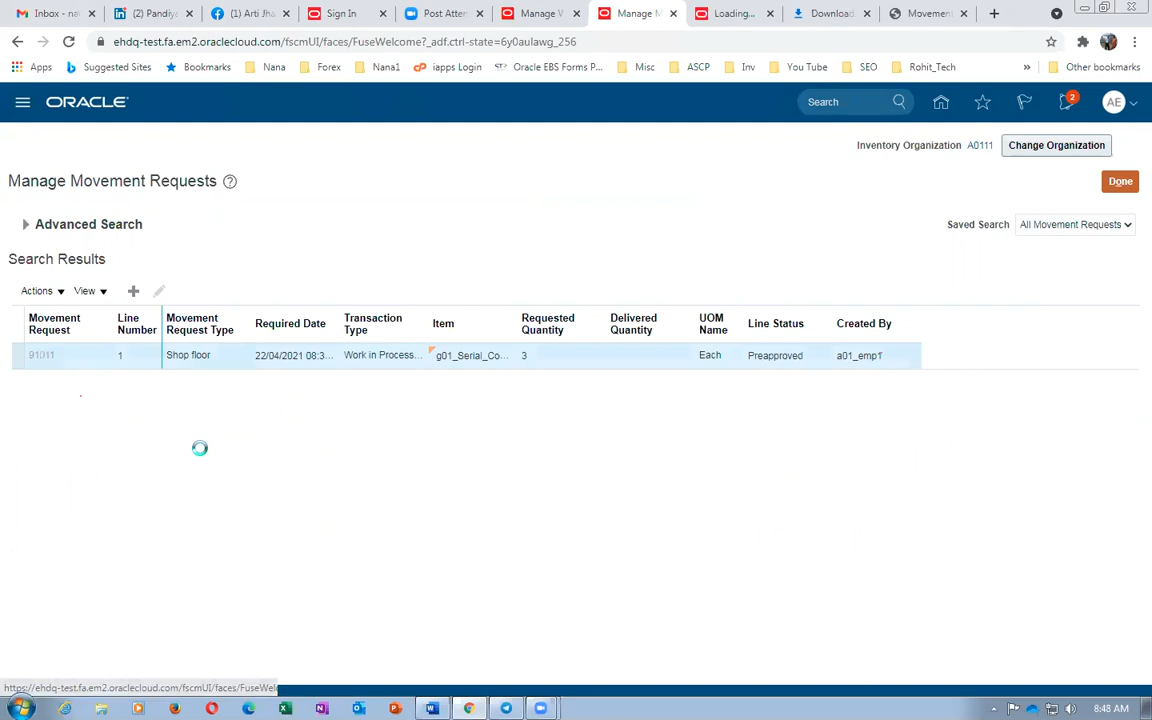 Inbox - na
(2) Pandiya
(1) Arti Jha
Sign In
Post Atten
Manage W
Manage M
Loading...
Download
Movement
ehdq-test.fa.em2.oraclecloud.com/fscmUI/faces/FuseWelcome?_adf.ctrl-state=6y0aulawg_256
Apps
Suggested Sites
Bookmarks
Nana
Forex
Nana1
iapps Login
Oracle EBS Forms P...
Misc
ASCP
Inv
You Tube
SEO
Rohit_Tech
»
Other bookmarks
ORACLE
Search
2
AE
Inventory Organization A0111 Change Organization
Manage Movement Requests ?
Done
Advanced Search
Saved Search All Movement Requests
Search Results
Actions View
Movement Request Line Number Movement Request Type Required Date Transaction Type Item Requested Quantity Delivered Quantity UOM Name Line Status Created By
91011 1 Shop floor 22/04/2021 08:3... Work in Process... g01_Serial_Co... 3 Each Preapproved a01_emp1
https://ehdq-test.fa.em2.oraclecloud.com/fscmUI/faces/FuseWel
8:48 AM